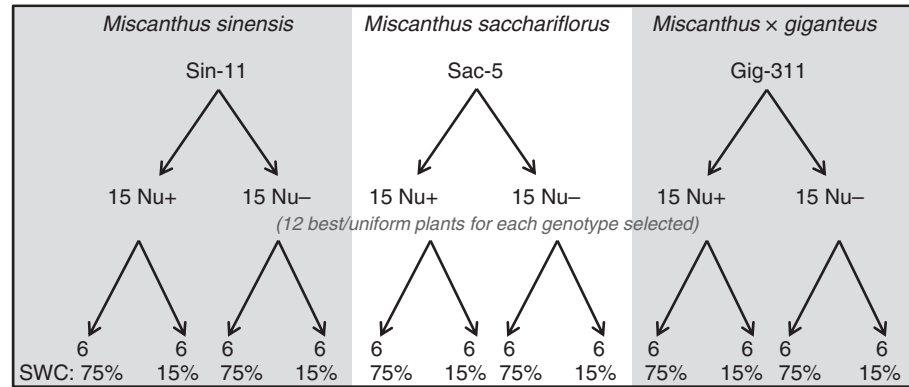 Miscanthus sinensis Miscanthus sacchariflorus Miscanthus × giganteus
Sin-11 Sac-5 Gig-311
15 Nu+ 15 Nu– 15 Nu+ 15 Nu– 15 Nu+ 15 Nu–
(12 best/uniform plants for each genotype selected)
6 6 6 6 6 6 6 6 6 6 6 6
SWC: 75% 15% 75% 15% 75% 15% 75% 15% 75% 15% 75% 15%